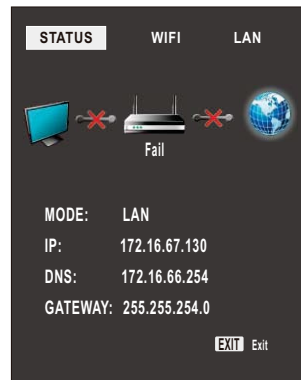 STATUS WIFI LAN
Fail
MODE: LAN
IP: 172.16.67.130
DNS: 172.16.66.254
GATEWAY: 255.255.254.0
EXIT Exit